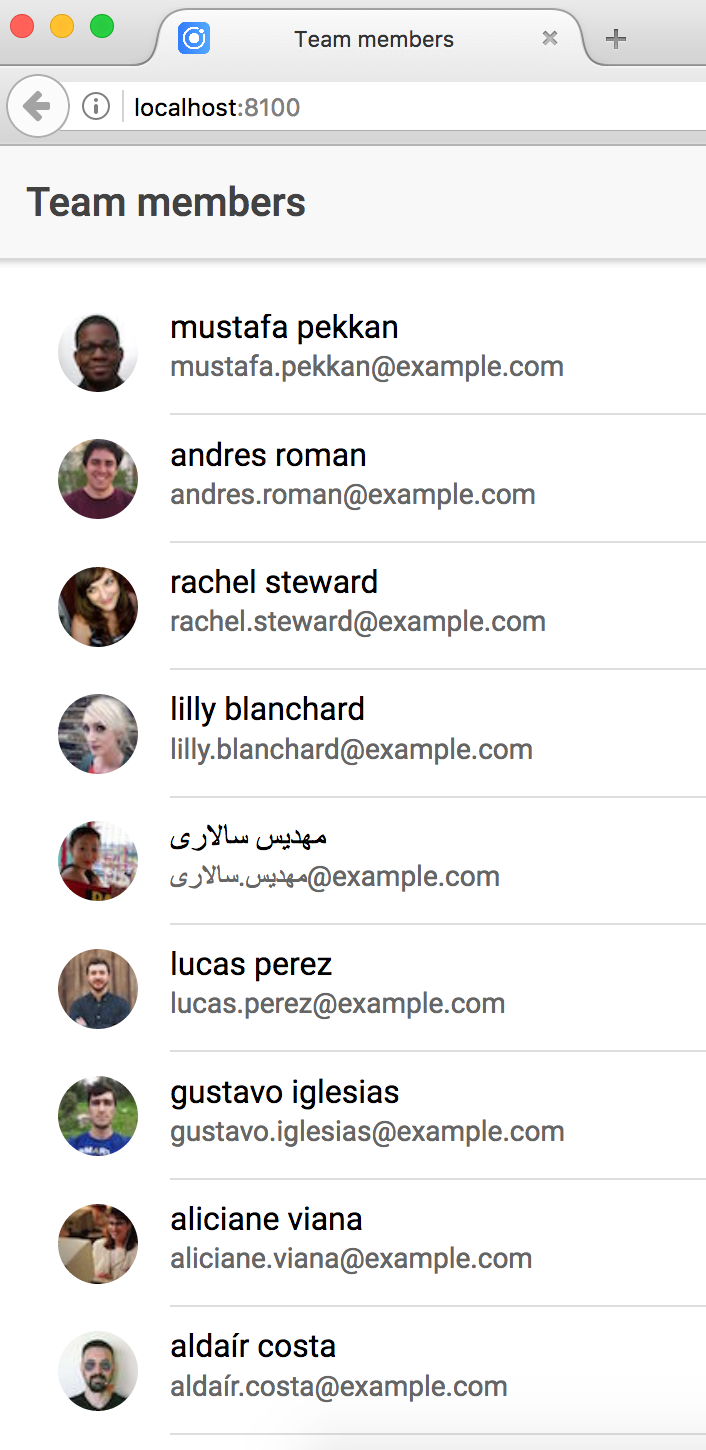 Team members
localhost:8100
Team members
mustafa pekkan
mustafa.pekkan@example.com
andres roman
andres.roman@example.com
rachel steward
rachel.steward@example.com
lilly blanchard
lilly.blanchard@example.com
مهدیس سالاری
مهدیس.سالاری@example.com
lucas perez
lucas.perez@example.com
gustavo iglesias
gustavo.iglesias@example.com
aliciane viana
aliciane.viana@example.com
aldaír costa
aldaír.costa@example.com